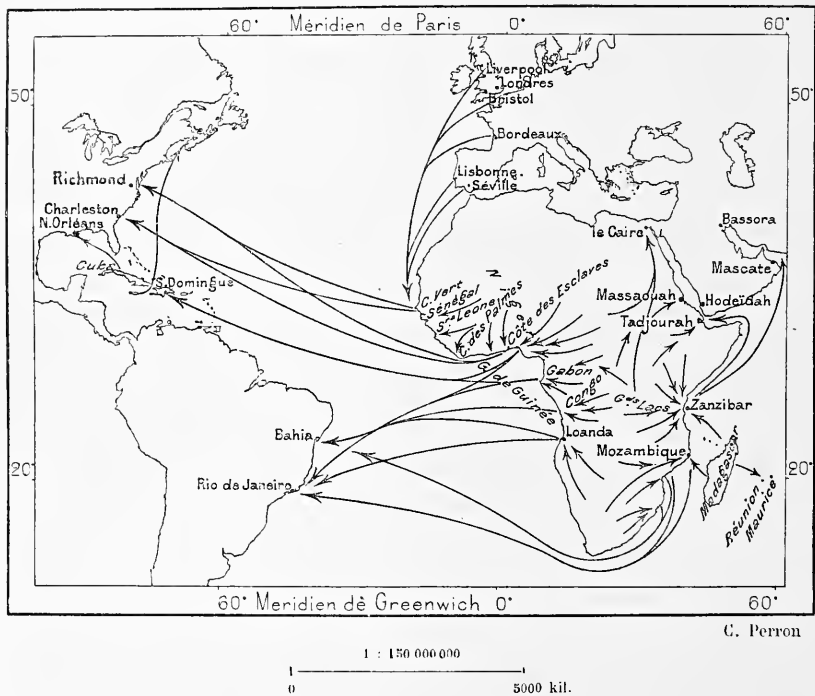 60° Méridien de Paris 0° 60°
50° 50°
Liverpool
Londres
Bristol
Bordeaux
Lisbonne
Séville
Richmond
Charleston
N. Orléans
Cuba
S. Domingue
le Caire
Bassora
Mascate
C. Vert
Sénégal
S.ra Leone
C. des Palmes
Côte des Esclaves
Massaouah
Hodeïdah
Tadjourah
G. de Guinée
Gabon
Congo
Gds Lacs
Zanzibar
Bahia
Loanda
Mozambique
Madagascar
20° 20°
Rio de Janeiro
Réunion
Maurice
60° Meridien dè Greenwich 0° 60°
C. Perron
1 : 150 000 000
0 5000 kil.